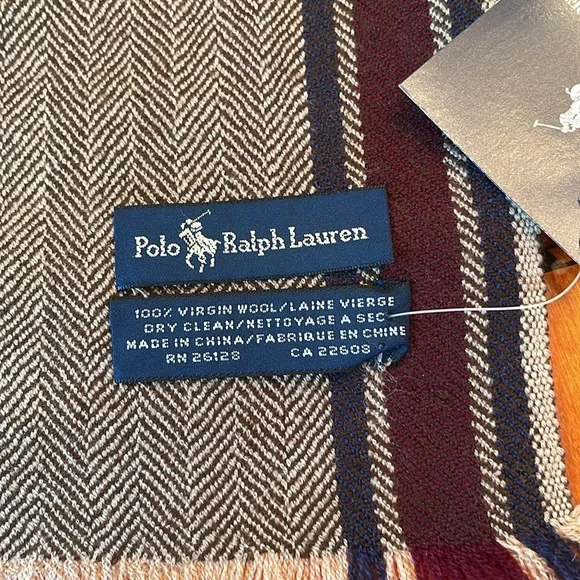 Polo Ralph Lauren
100% VIRGIN WOOL/LAINE VIERGE
DRY CLEAN/NETTOYAGE A SEC
MADE IN CHINA/FABRIQUE EN CHINE
RN 26128 CA 22608